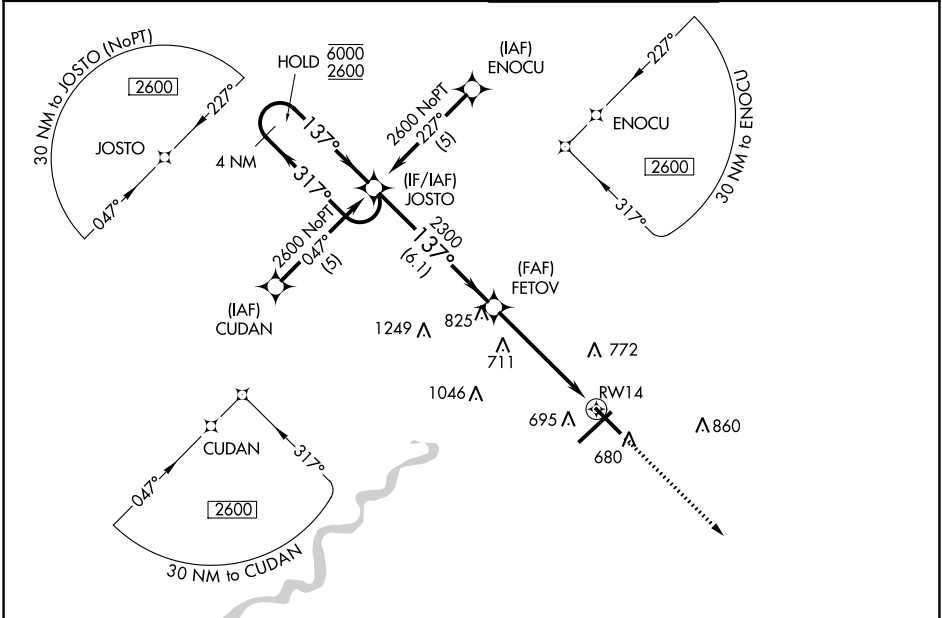 30 NM to JOSTO (NoPT)
2600
227°
JOSTO
047°
HOLD
6000
2600
4 NM
137°
317°
(IAF)
ENOCU
2600 NoPT
227°
(5)
(IF/IAF)
JOSTO
2600 NoPT
047°
(5)
(IAF)
CUDAN
2300
137°
(6.1)
(FAF)
FETOV
227°
ENOCU
2600
317°
30 NM to ENOCU
1249
825
711
772
1046
RW14
695
860
680
CUDAN
047°
317°
2600
30 NM to CUDAN